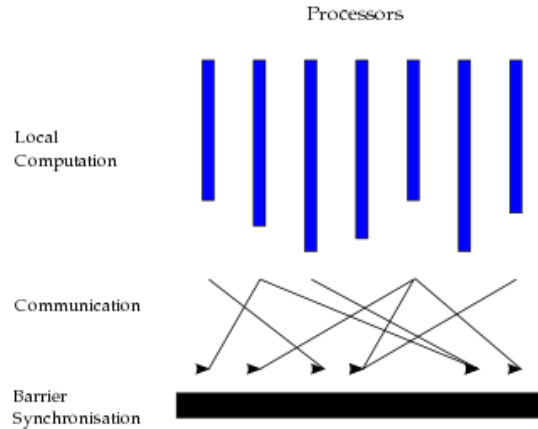 Processors
Local
Computation
Communication
Barrier
Synchronisation